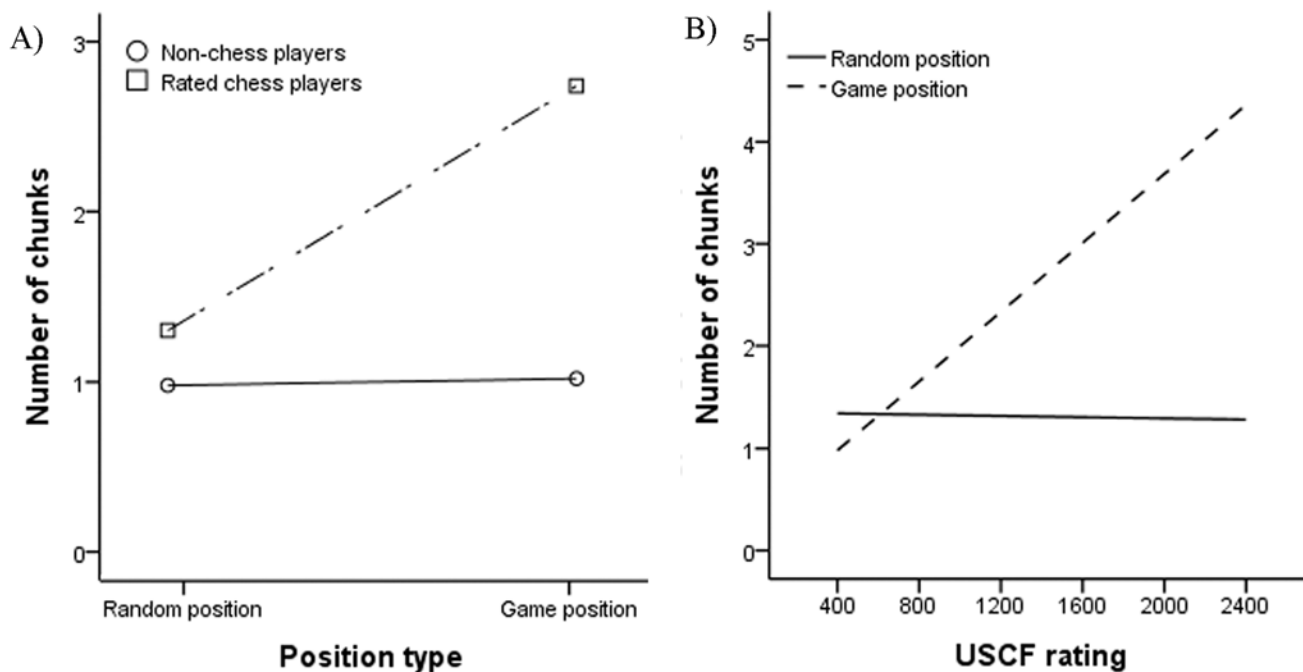 A)
3
Non-chess players
Rated chess players
2
1
0
Number of chunks
Random position Game position
Position type
B)
5
Random position
Game position
4
3
2
1
0
Number of chunks
400 800 1200 1600 2000 2400
USCF rating